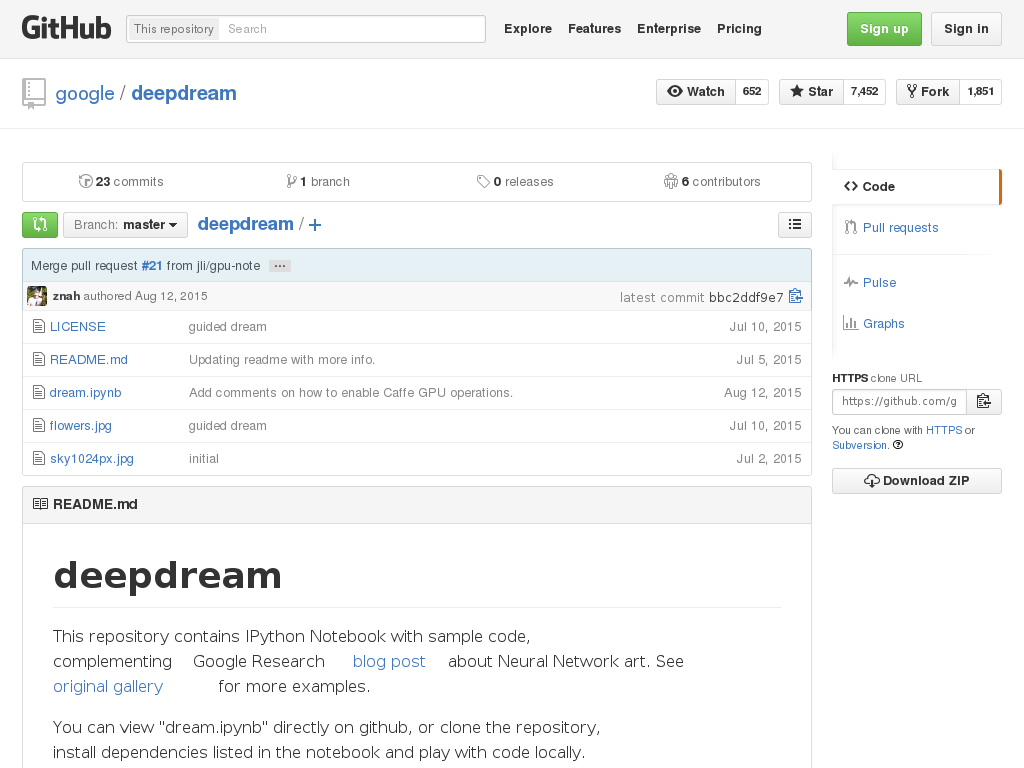 GitHub This repository Search Explore Features Enterprise Pricing Sign up Sign in
google / deepdream Watch 652 Star 7,452 Fork 1,851
23 commits 1 branch 0 releases 6 contributors
Branch: master deepdream / +
Merge pull request #21 from jli/gpu-note …
znah authored Aug 12, 2015 latest commit bbc2ddf9e7
LICENSE guided dream Jul 10, 2015
README.md Updating readme with more info. Jul 5, 2015
dream.ipynb Add comments on how to enable Caffe GPU operations. Aug 12, 2015
flowers.jpg guided dream Jul 10, 2015
sky1024px.jpg initial Jul 2, 2015
README.md
deepdream
This repository contains IPython Notebook with sample code,
complementing Google Research blog post about Neural Network art. See
original gallery for more examples.
You can view "dream.ipynb" directly on github, or clone the repository,
install dependencies listed in the notebook and play with code locally.
Code
Pull requests
Pulse
Graphs
HTTPS clone URL
https://github.com/g
You can clone with HTTPS or
Subversion.
Download ZIP